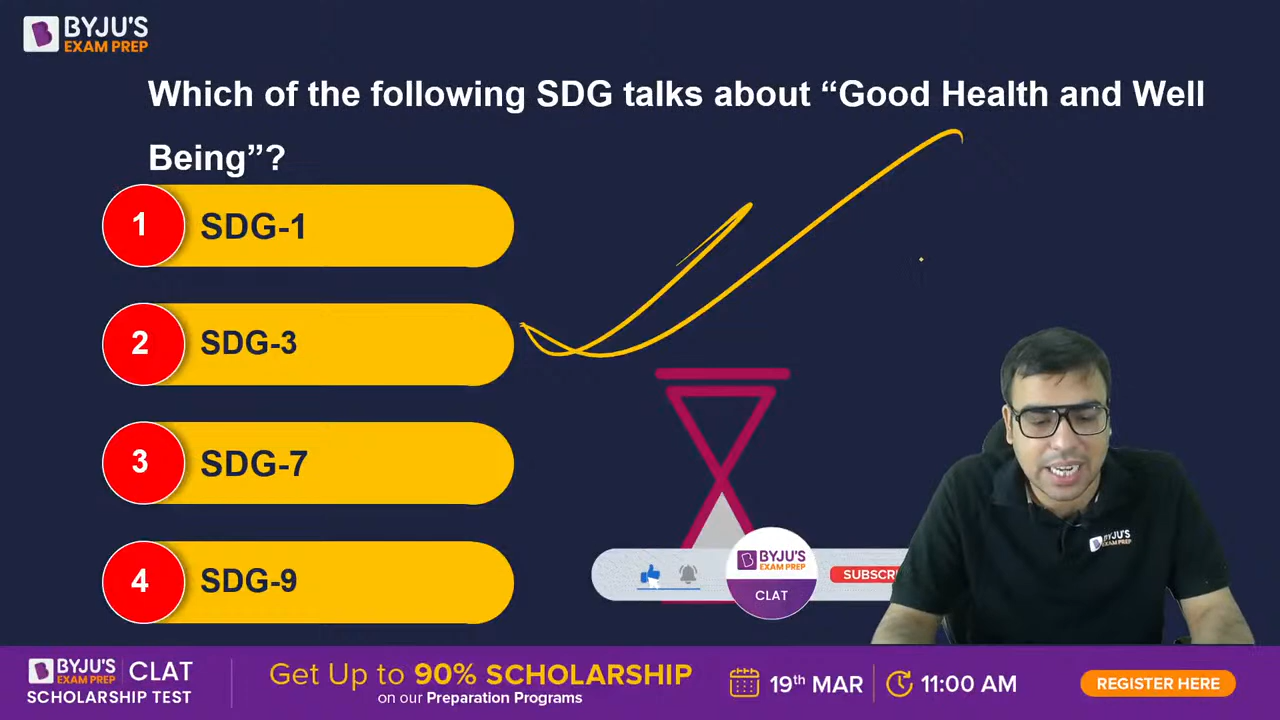 BYJU'S
EXAM PREP
Which of the following SDG talks about “Good Health and Well
Being”?
1 SDG-1
2 SDG-3
3 SDG-7
4 SDG-9
BYJU'S
EXAM PREP
CLAT
SUBSCRI
BYJU'S
EXAM PREP
BYJU'S EXAM PREP CLAT
SCHOLARSHIP TEST
Get Up to 90% SCHOLARSHIP
on our Preparation Programs
19th MAR
11:00 AM
REGISTER HERE